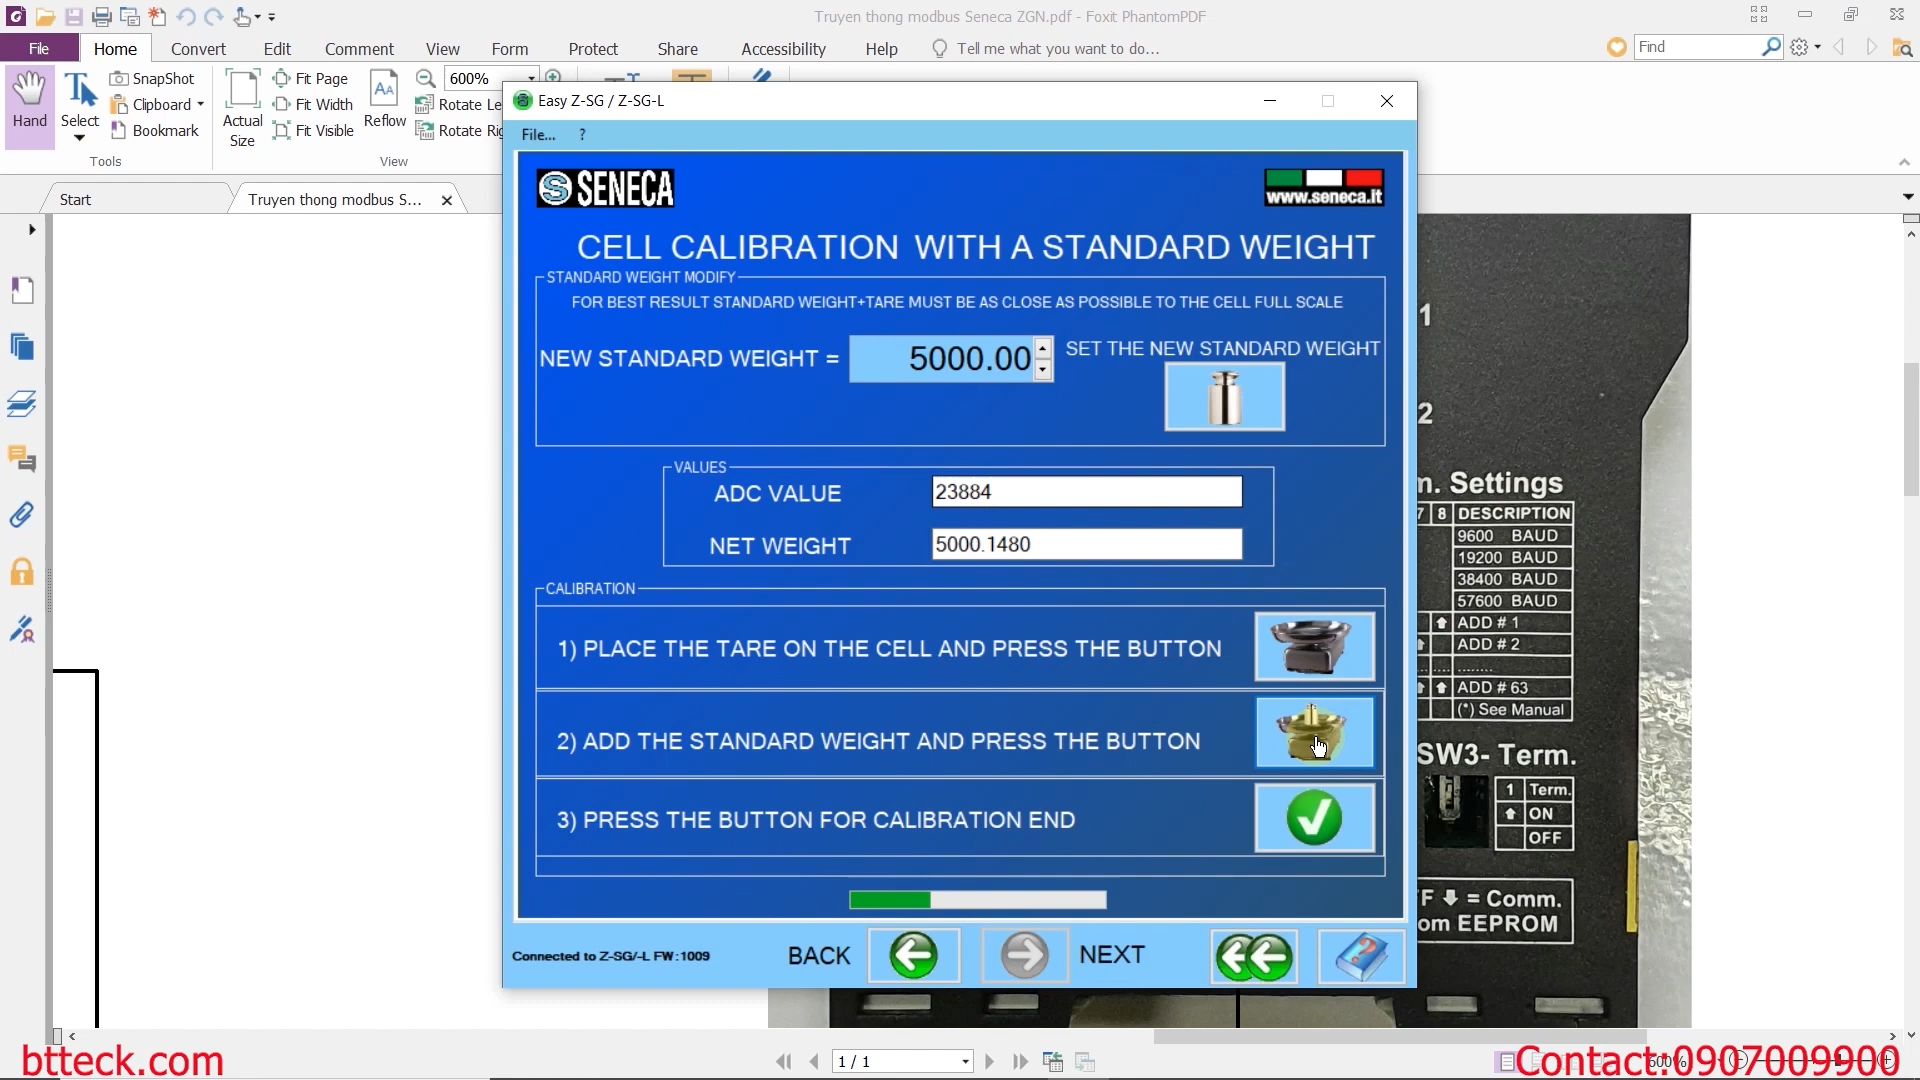 Truyen thong modbus Seneca ZGN.pdf - Foxit PhantomPDF
File Home Convert Edit Comment View Form Protect Share Accessibility Help Tell me what you want to do... Find
Hand
Select
SnapShot
Clipboard
Bookmark
Tools
Actual Size
Fit Page
Fit Width
Fit Visible
Reflow
600%
Rotate Le
Rotate Rig
View
Start
Truyen thong modbus S...
Easy Z-SG / Z-SG-L
File... ?
SENECA
www.seneca.it
CELL CALIBRATION WITH A STANDARD WEIGHT
STANDARD WEIGHT MODIFY
FOR BEST RESULT STANDARD WEIGHT+TARE MUST BE AS CLOSE AS POSSIBLE TO THE CELL FULL SCALE
NEW STANDARD WEIGHT = 5000.00
SET THE NEW STANDARD WEIGHT
VALUES
ADC VALUE 23884
NET WEIGHT 5000.1480
CALIBRATION
1) PLACE THE TARE ON THE CELL AND PRESS THE BUTTON
2) ADD THE STANDARD WEIGHT AND PRESS THE BUTTON
3) PRESS THE BUTTON FOR CALIBRATION END
Connected to Z-SG/-L FW:1009
BACK
NEXT
1
2
m. Settings
7 8 DESCRIPTION
9600 BAUD
19200 BAUD
38400 BAUD
57600 BAUD
ADD # 1
ADD # 2
........
ADD # 63
(*) See Manual
SW3- Term.
1 Term.
ON
OFF
F = Comm.
om EEPROM
btteck.com
1 / 1
600%
Contact:0907009900